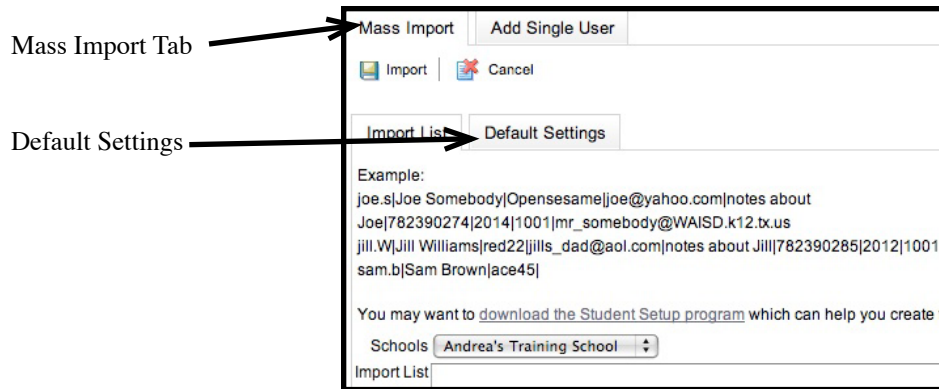 Mass Import Add Single User
Mass Import Tab
Import Cancel
Default Settings
Import List Default Settings
Example:
joe.s|Joe Somebody|Opensesame|joe@yahoo.com|notes about
Joe|782390274|2014|1001|mr_somebody@WAISD.k12.tx.us
jill.W|Jill Williams|red22|jills_dad@aol.com|notes about Jill|782390285|2012|1001
sam.b|Sam Brown|ace45|
You may want to download the Student Setup program which can help you create
Schools Andrea's Training School
Import List